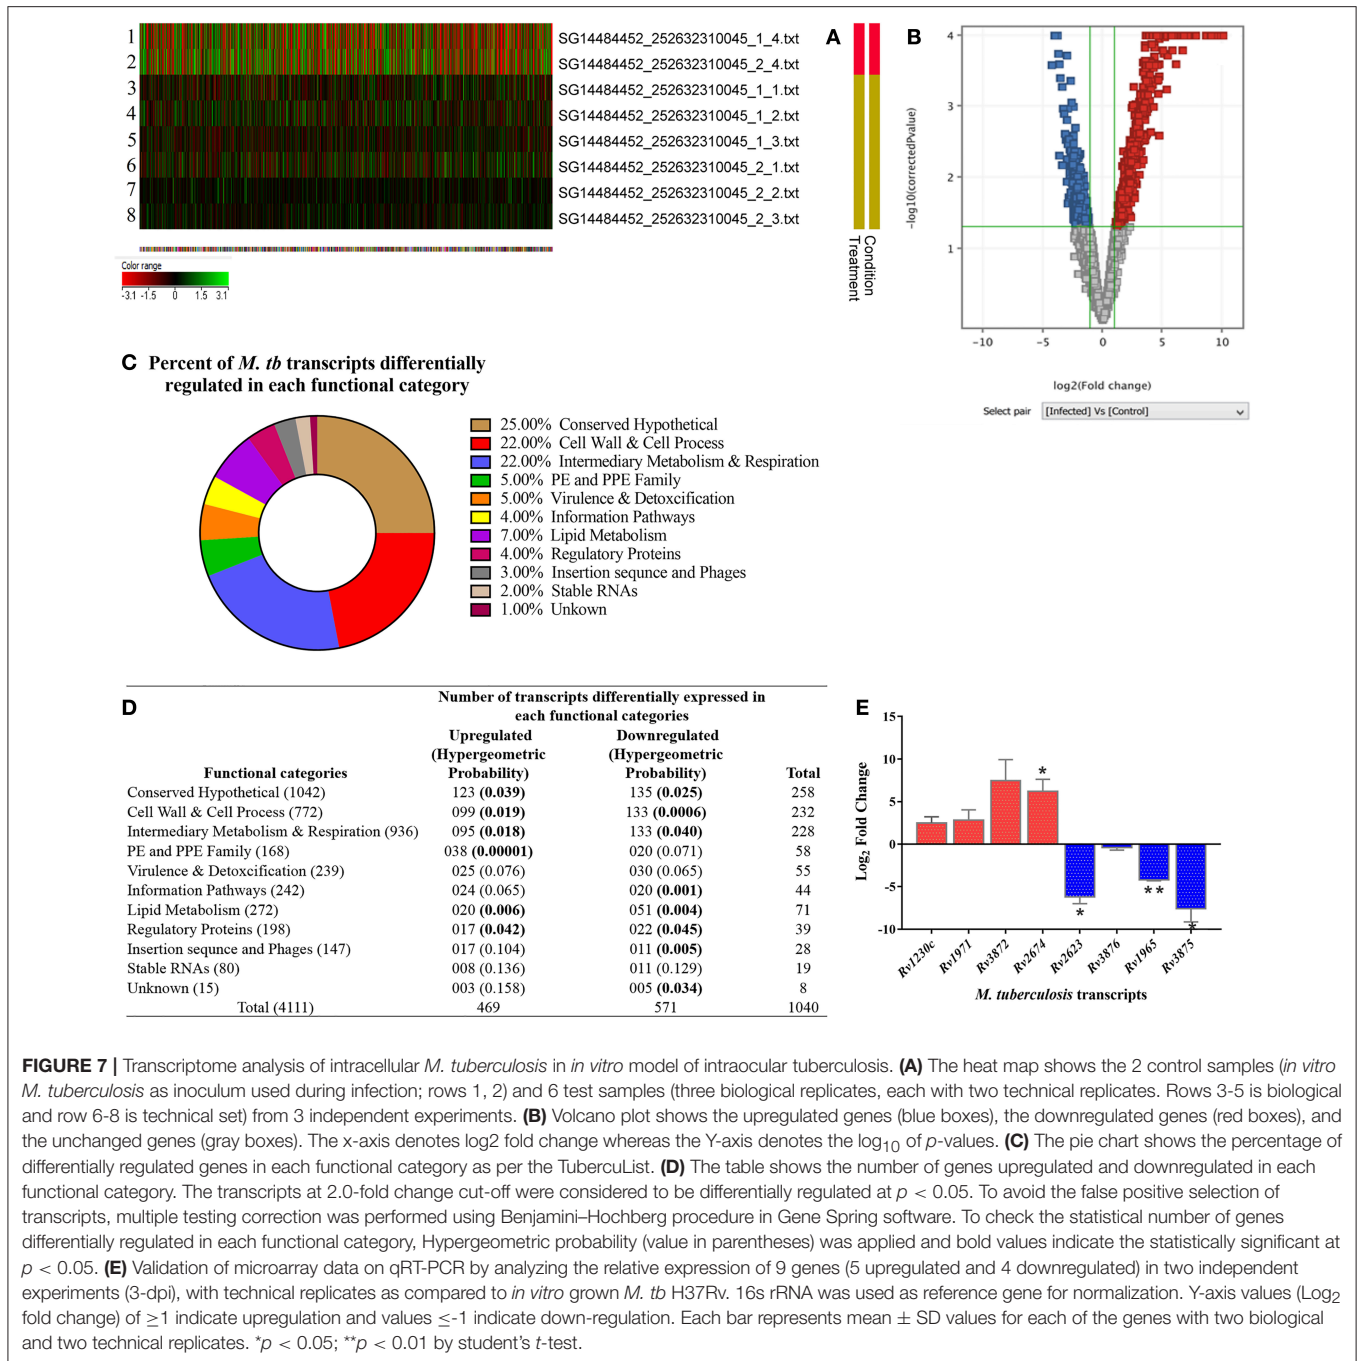 1 SG14484452_252632310045_1_4.txt
2 SG14484452_252632310045_2_4.txt
3 SG14484452_252632310045_1_1.txt
4 SG14484452_252632310045_1_2.txt
5 SG14484452_252632310045_1_3.txt
6 SG14484452_252632310045_2_1.txt
7 SG14484452_252632310045_2_2.txt
8 SG14484452_252632310045_2_3.txt
Color range
-3.1 -1.5 0 1.5 3.1
A
Condition
Treatment
B
-log10(correctedPvalue)
4
3
2
1
-10 -5 0 5 10
log2(Fold change)
Select pair [Infected] Vs [Control]
C Percent of M. tb transcripts differentially
regulated in each functional category
25.00% Conserved Hypothetical
22.00% Cell Wall & Cell Process
22.00% Intermediary Metabolism & Respiration
5.00% PE and PPE Family
5.00% Virulence & Detoxcification
4.00% Information Pathways
7.00% Lipid Metabolism
4.00% Regulatory Proteins
3.00% Insertion sequnce and Phages
2.00% Stable RNAs
1.00% Unkown
D
Number of transcripts differentially expressed in
each functional categories
Upregulated Downregulated
(Hypergeometric (Hypergeometric
Functional categories Probability) Probability) Total
Conserved Hypothetical (1042) 123 (0.039) 135 (0.025) 258
Cell Wall & Cell Process (772) 099 (0.019) 133 (0.0006) 232
Intermediary Metabolism & Respiration (936) 095 (0.018) 133 (0.040) 228
PE and PPE Family (168) 038 (0.00001) 020 (0.071) 58
Virulence & Detoxcification (239) 025 (0.076) 030 (0.065) 55
Information Pathways (242) 024 (0.065) 020 (0.001) 44
Lipid Metabolism (272) 020 (0.006) 051 (0.004) 71
Regulatory Proteins (198) 017 (0.042) 022 (0.045) 39
Insertion sequnce and Phages (147) 017 (0.104) 011 (0.005) 28
Stable RNAs (80) 008 (0.136) 011 (0.129) 19
Unknown (15) 003 (0.158) 005 (0.034) 8
Total (4111) 469 571 1040
E
Log2 Fold Change
15
10
5
0
-5
-10
*
*
**
*
Rv1230c Rv1971 Rv3872 Rv2674 Rv2623 Rv3876 Rv1965 Rv3875
M. tuberculosis transcripts
FIGURE 7 | Transcriptome analysis of intracellular M. tuberculosis in in vitro model of intraocular tuberculosis. (A) The heat map shows the 2 control samples (in vitro
M. tuberculosis as inoculum used during infection; rows 1, 2) and 6 test samples (three biological replicates, each with two technical replicates. Rows 3-5 is biological
and row 6-8 is technical set) from 3 independent experiments. (B) Volcano plot shows the upregulated genes (blue boxes), the downregulated genes (red boxes), and
the unchanged genes (gray boxes). The x-axis denotes log2 fold change whereas the Y-axis denotes the log10 of p-values. (C) The pie chart shows the percentage of
differentially regulated genes in each functional category as per the TubercuList. (D) The table shows the number of genes upregulated and downregulated in each
functional category. The transcripts at 2.0-fold change cut-off were considered to be differentially regulated at p < 0.05. To avoid the false positive selection of
transcripts, multiple testing correction was performed using Benjamini–Hochberg procedure in Gene Spring software. To check the statistical number of genes
differentially regulated in each functional category, Hypergeometric probability (value in parentheses) was applied and bold values indicate the statistically significant at
p < 0.05. (E) Validation of microarray data on qRT-PCR by analyzing the relative expression of 9 genes (5 upregulated and 4 downregulated) in two independent
experiments (3-dpi), with technical replicates as compared to in vitro grown M. tb H37Rv. 16s rRNA was used as reference gene for normalization. Y-axis values (Log2
fold change) of ≥1 indicate upregulation and values ≤-1 indicate down-regulation. Each bar represents mean ± SD values for each of the genes with two biological
and two technical replicates. *p < 0.05; **p < 0.01 by student's t-test.